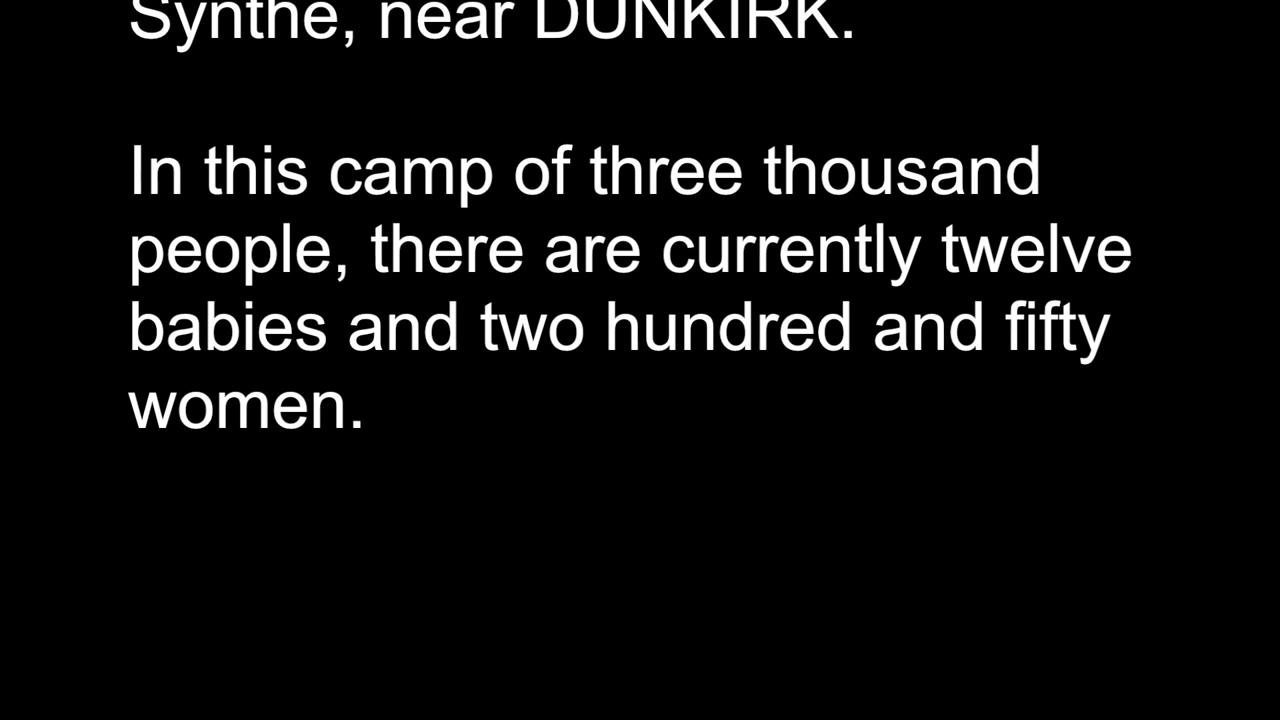 Synthe, near DUNKIRK.
In this camp of three thousand
people, there are currently twelve
babies and two hundred and fifty
women.